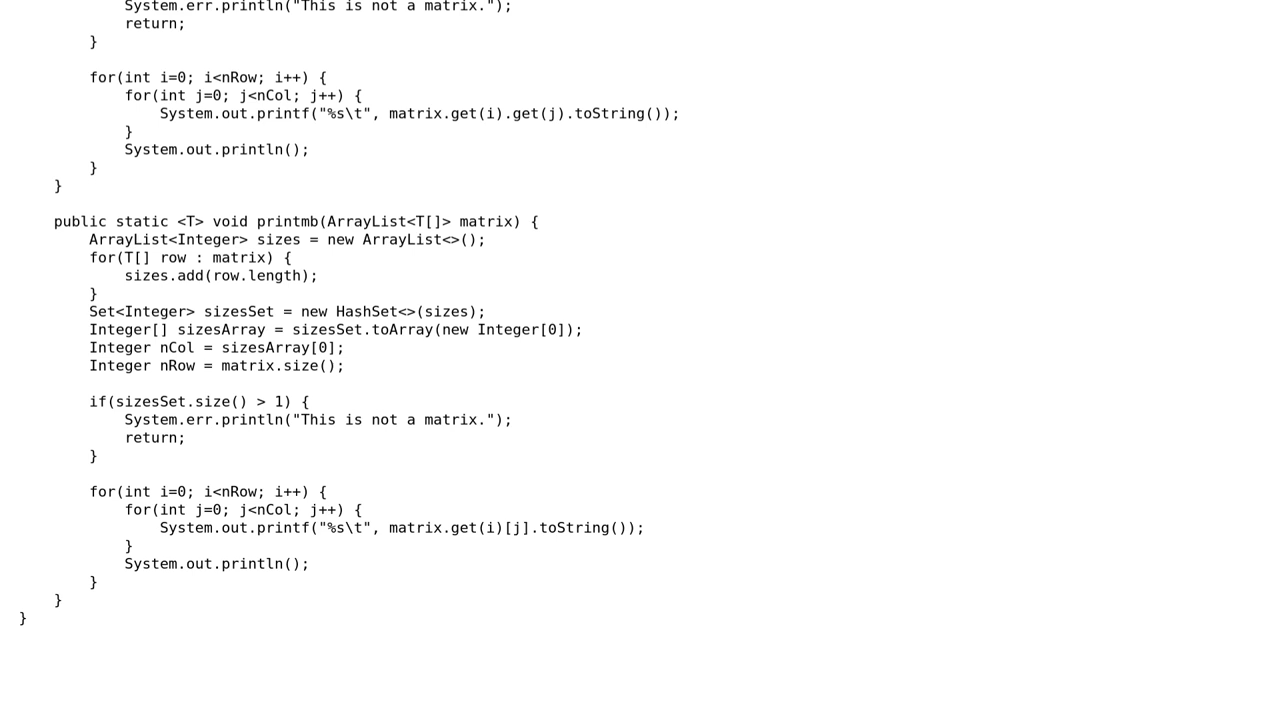 System.err.println("This is not a matrix.");
            return;
        }

        for(int i=0; i<nRow; i++) {
            for(int j=0; j<nCol; j++) {
                System.out.printf("%s\t", matrix.get(i).get(j).toString());
            }
            System.out.println();
        }
    }

    public static <T> void printmb(ArrayList<T[]> matrix) {
        ArrayList<Integer> sizes = new ArrayList<>();
        for(T[] row : matrix) {
            sizes.add(row.length);
        }
        Set<Integer> sizesSet = new HashSet<>(sizes);
        Integer[] sizesArray = sizesSet.toArray(new Integer[0]);
        Integer nCol = sizesArray[0];
        Integer nRow = matrix.size();

        if(sizesSet.size() > 1) {
            System.err.println("This is not a matrix.");
            return;
        }

        for(int i=0; i<nRow; i++) {
            for(int j=0; j<nCol; j++) {
                System.out.printf("%s\t", matrix.get(i)[j].toString());
            }
            System.out.println();
        }
    }
}